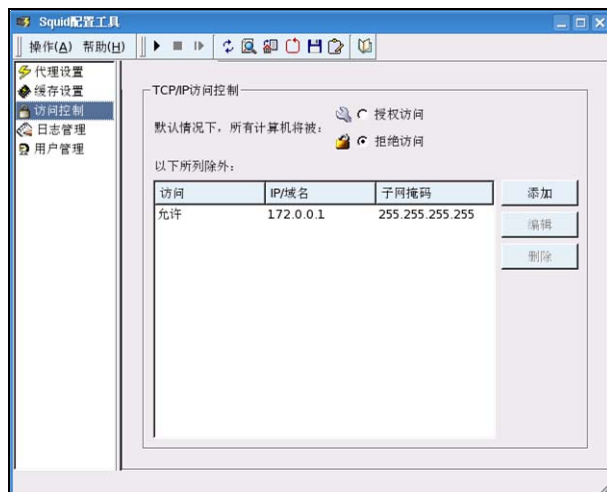 Squid配置工具
操作(A) 帮助(H)
代理设置
缓存设置
访问控制
日志管理
用户管理
TCP/IP访问控制
默认情况下，所有计算机将被：
授权访问
拒绝访问
以下所列除外：
访问 IP/域名 子网掩码
允许 172.0.0.1 255.255.255.255
添加
编辑
删除